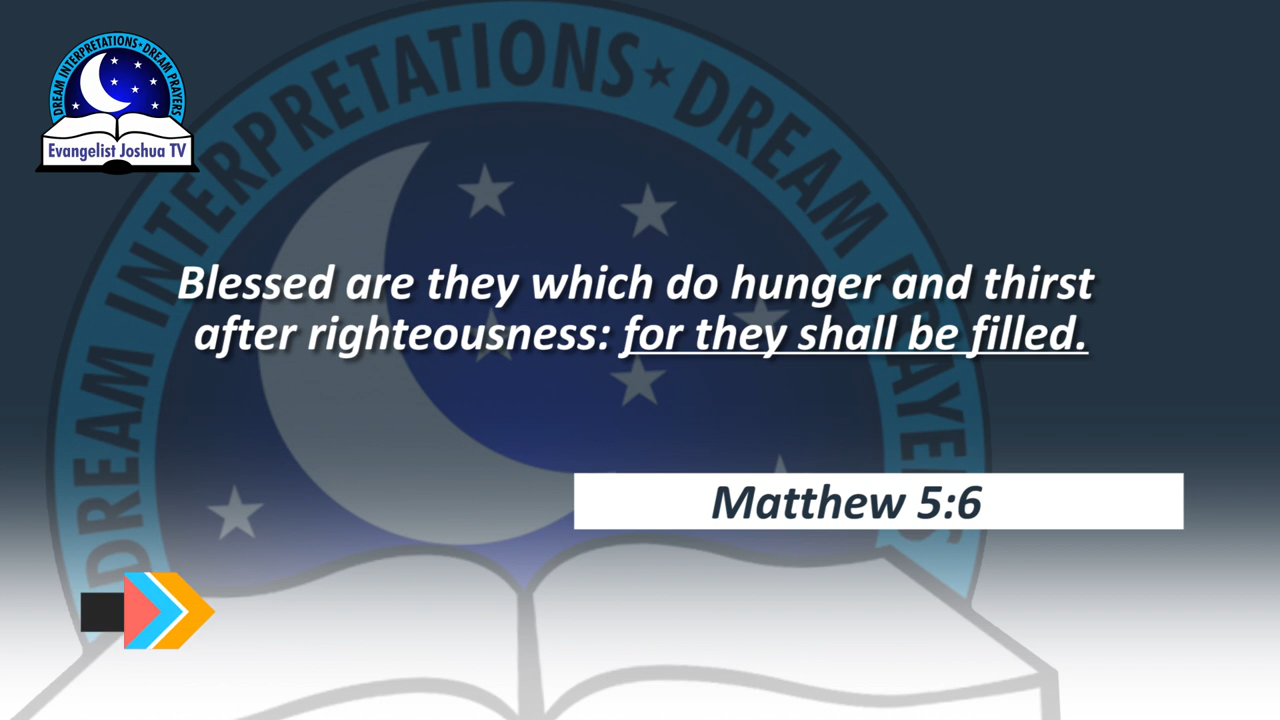 DREAM INTERPRETATIONS★DREAM PRAYERS
Evangelist Joshua TV
DREAM INTERPRETATIONS★DREAM PRAYERS
Blessed are they which do hunger and thirst
after righteousness: for they shall be filled.
Matthew 5:6